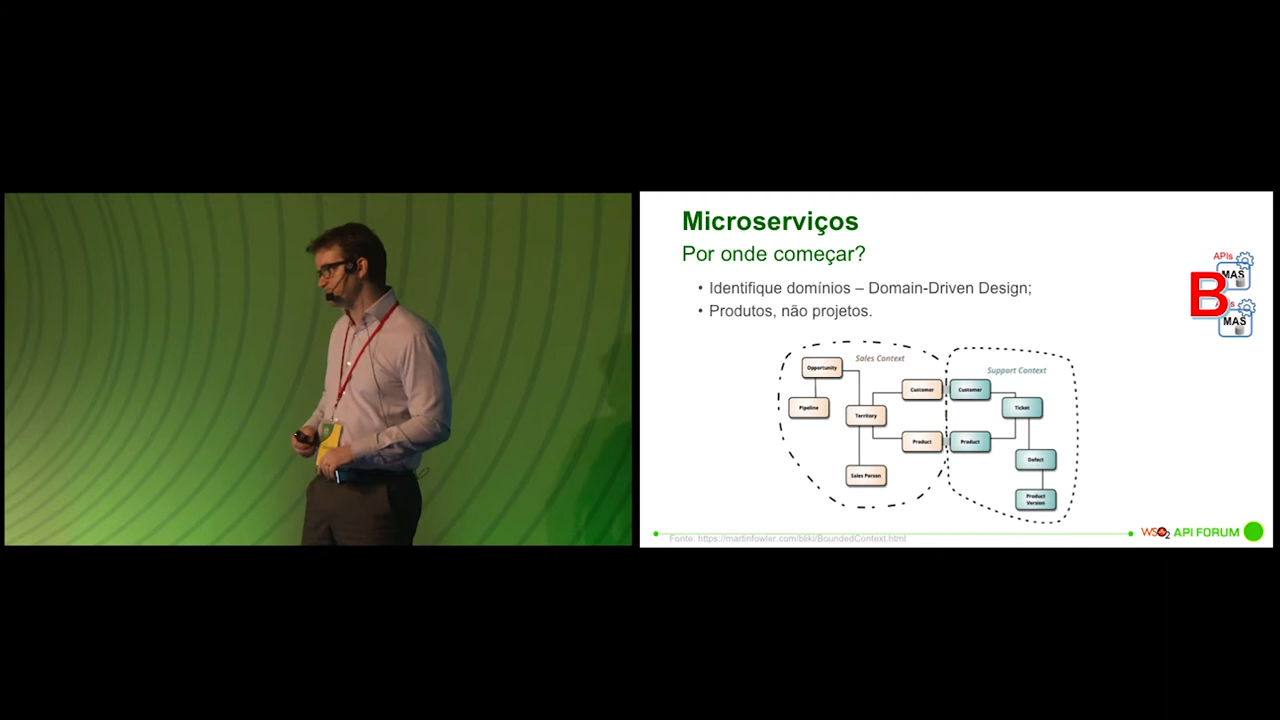 Microserviços
Por onde começar?
• Identifique domínios – Domain-Driven Design;
• Produtos, não projetos.
APIs
MAS
B
MAS
Sales Context
Support Context
Opportunity
Pipeline
Territory
Customer
Product
Sales Person
Customer
Ticket
Product
Defect
Product
Version
Fonte: https://martinfowler.com/bliki/BoundedContext.html
WSO2 API FORUM